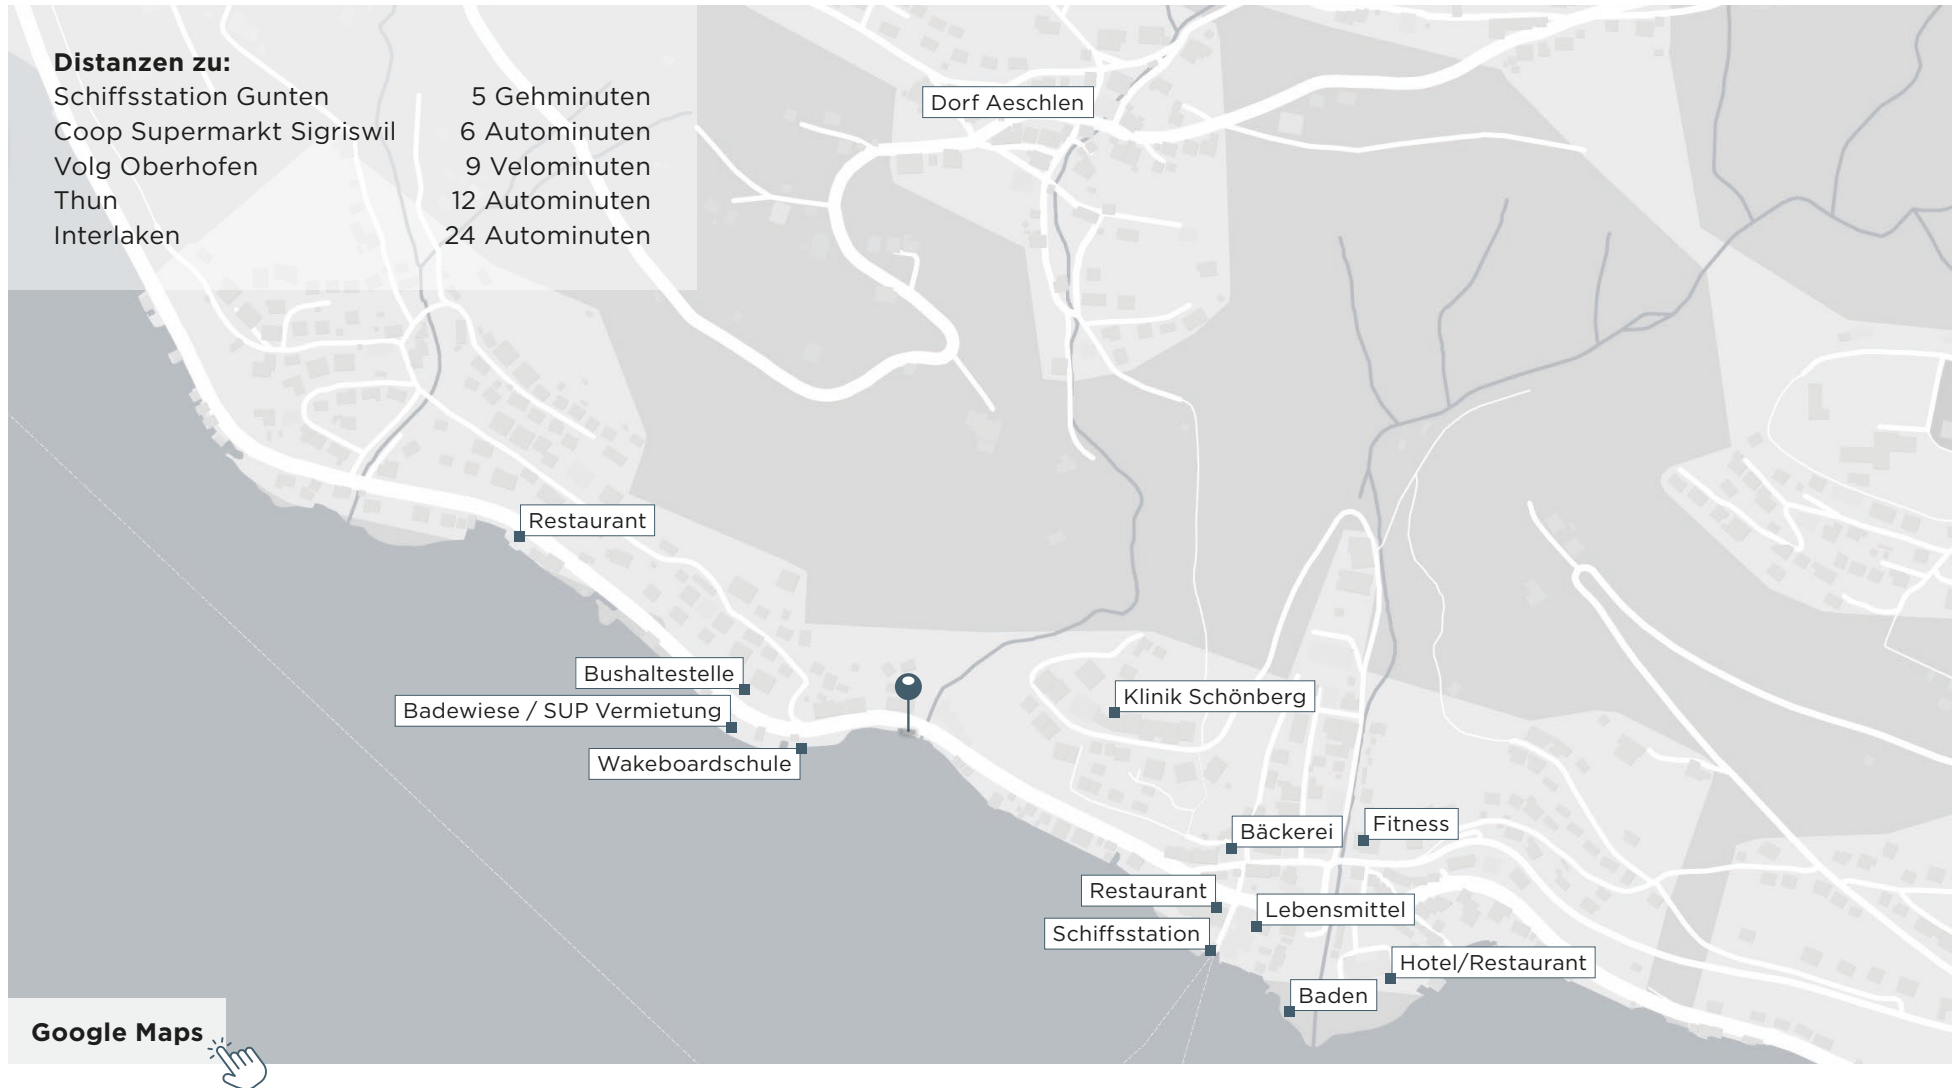 Distanzen zu:
Schiffsstation Gunten 5 Gehminuten
Coop Supermarkt Sigriswil 6 Autominuten
Volg Oberhofen 9 Velominuten
Thun 12 Autominuten
Interlaken 24 Autominuten
Dorf Aeschlen
Restaurant
Bushaltestelle
Badewiese / SUP Vermietung
Wakeboardschule
Klinik Schönberg
Bäckerei
Fitness
Restaurant
Lebensmittel
Schiffsstation
Hotel/Restaurant
Baden
Google Maps